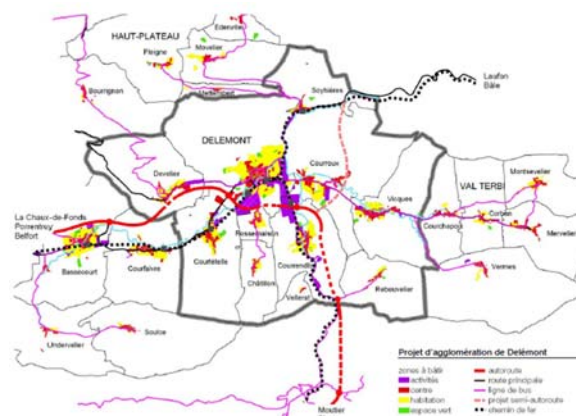 Ederswiler
HAUT-PLATEAU
Movelier
Pleigne
Mettembert
Bourrignon
Soyhières
Laufon
Bâle
DELEMONT
Develier
Courroux
VAL TERBI
Montsevelier
Vicques
Corban
Courchapoix
Mervelier
La Chaux-de-Fonds
Porrentruy
Belfort
Rossemaison
Bassecourt
Courfaivre
Courtételle
Courrendlin
Châtillon
Vermes
Rebeuvelier
Vellerat
Undervelier
Soulce
Moutier
Projet d'agglomération de Delémont
zones à bâtir
activités
centre
habitation
espace vert
autoroute
route principale
ligne de bus
projet semi-autoroute
chemin de fer